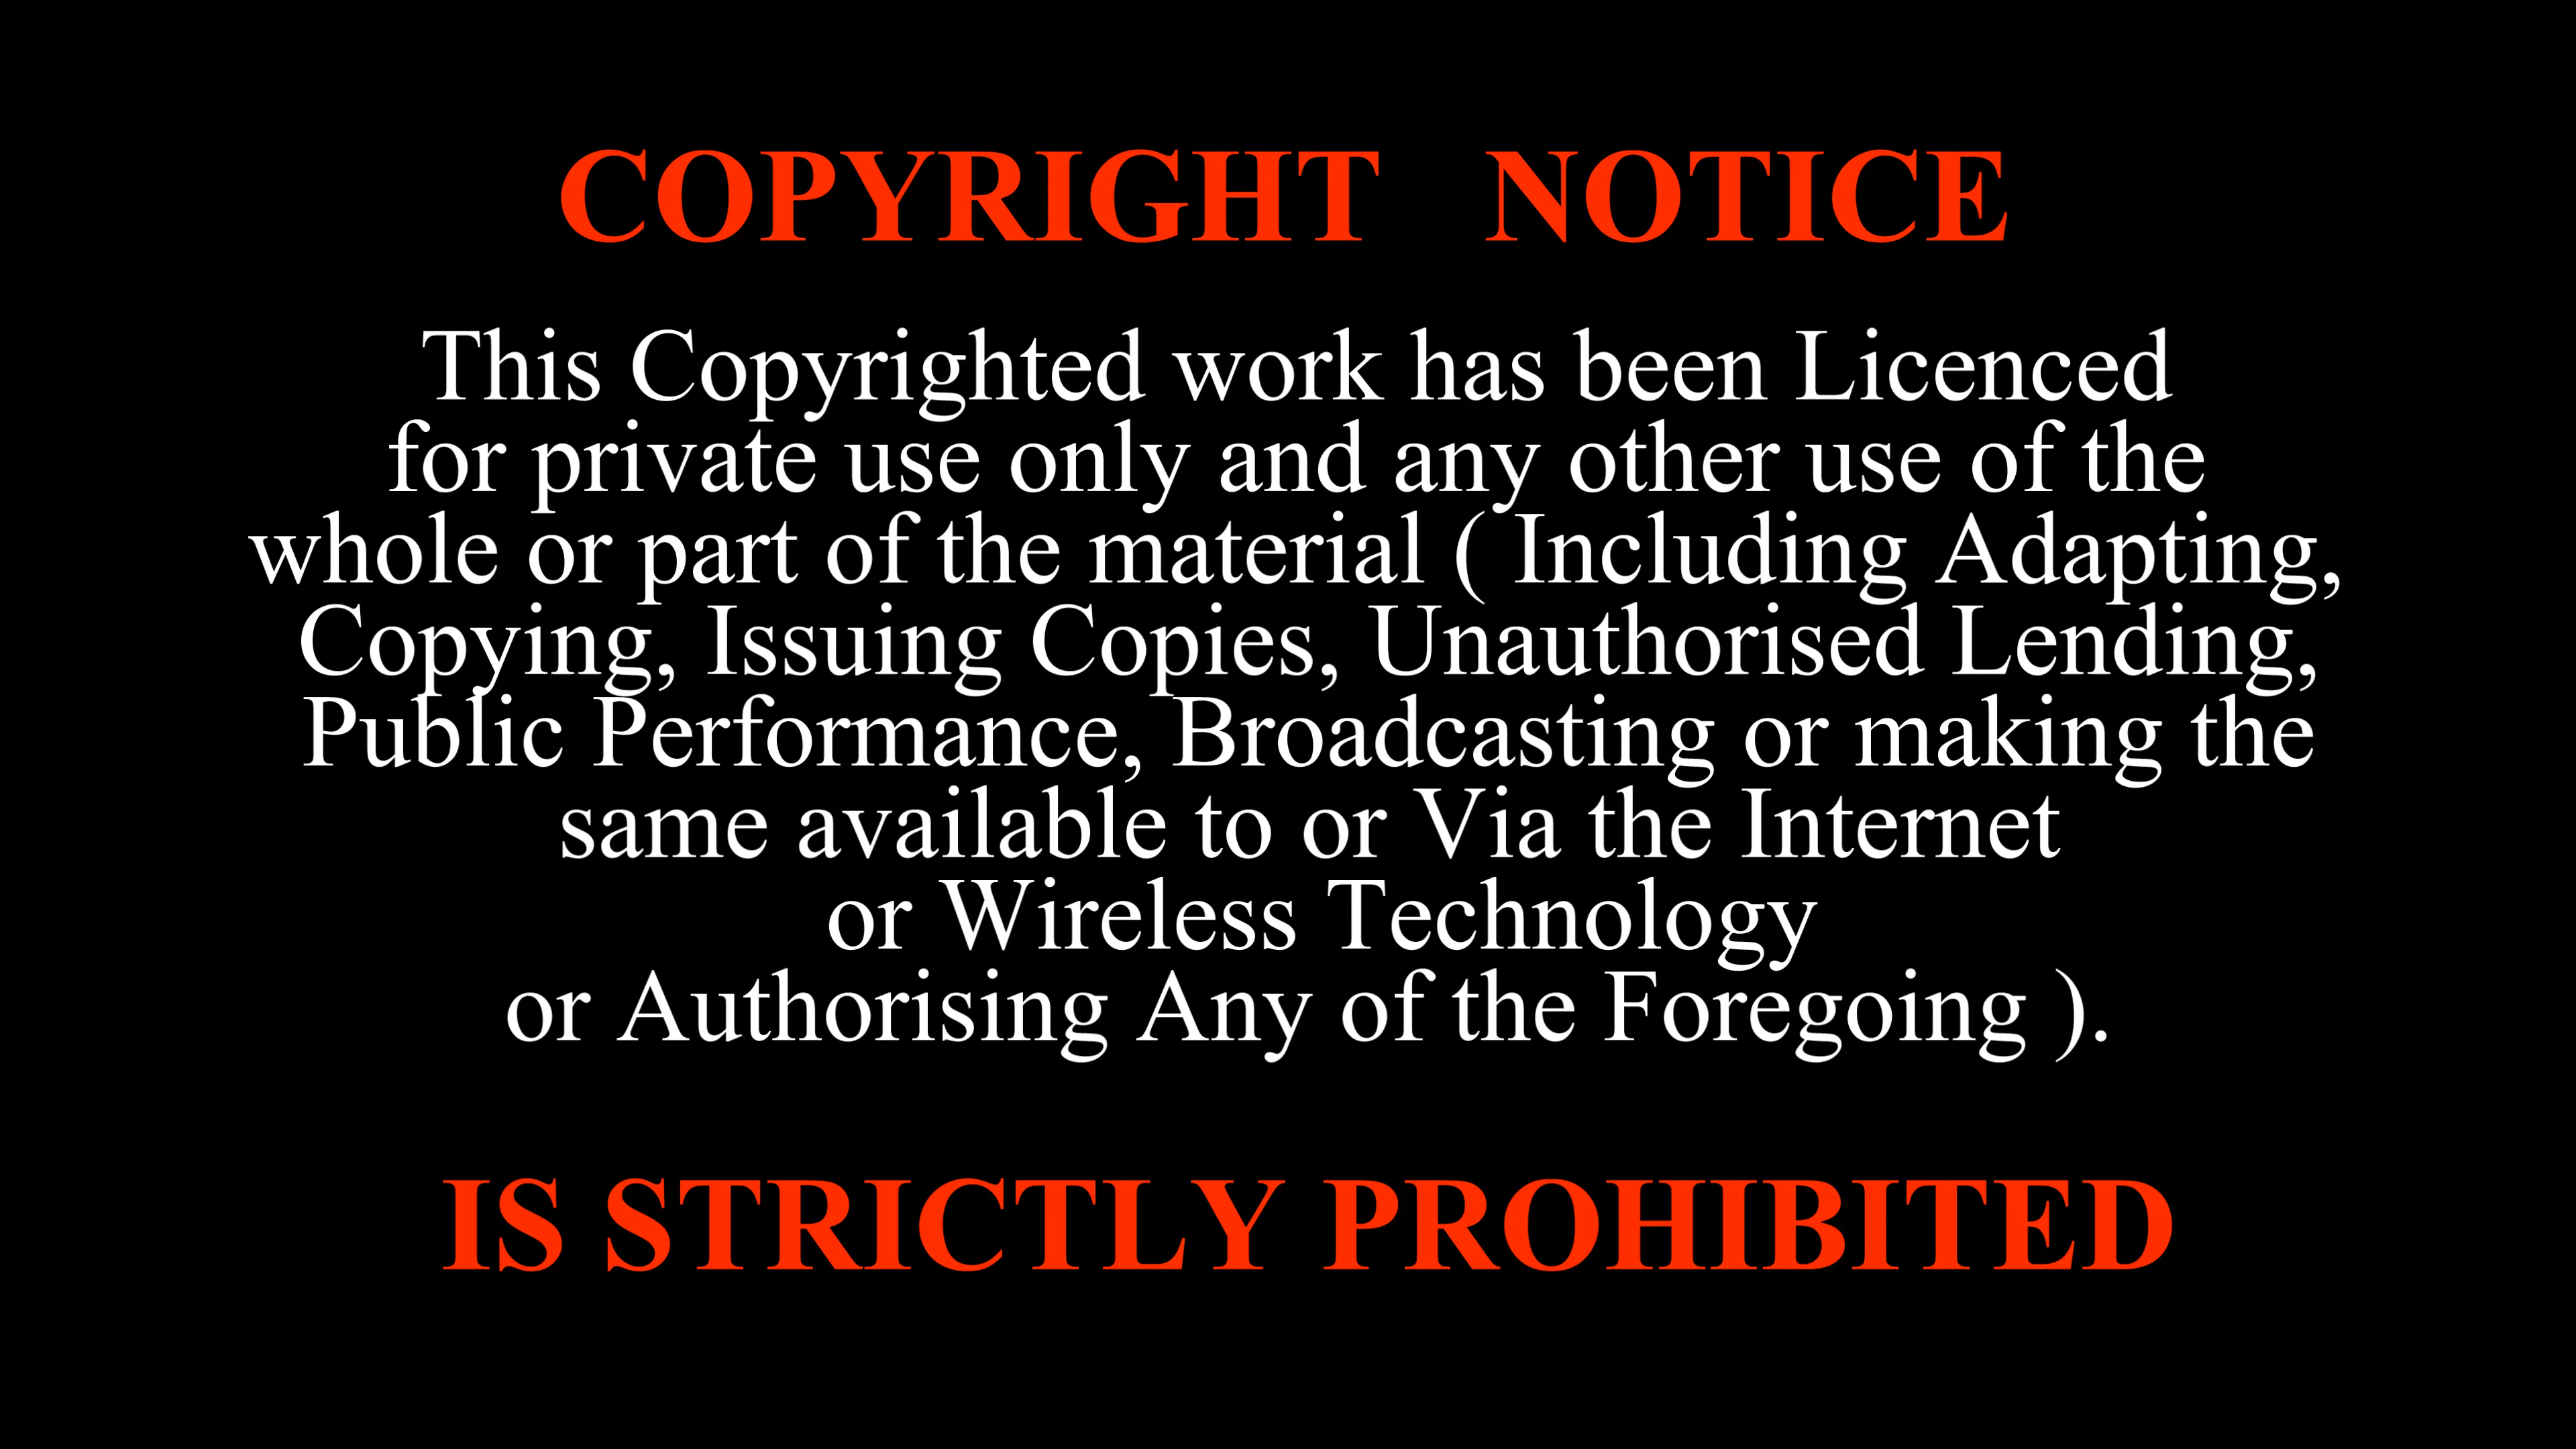 COPYRIGHT NOTICE
This Copyrighted work has been Licenced
for private use only and any other use of the
whole or part of the material ( Including Adapting,
Copying, Issuing Copies, Unauthorised Lending,
Public Performance, Broadcasting or making the
same available to or Via the Internet
or Wireless Technology
or Authorising Any of the Foregoing ).
IS STRICTLY PROHIBITED